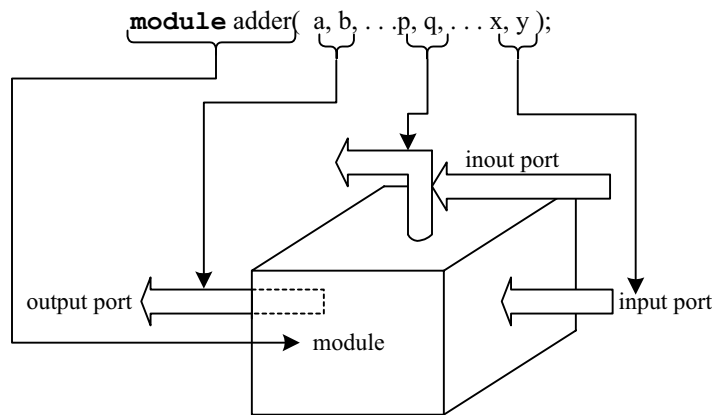 module adder( a, b, . . .p, q, . . . x, y );
inout port
output port
input port
module